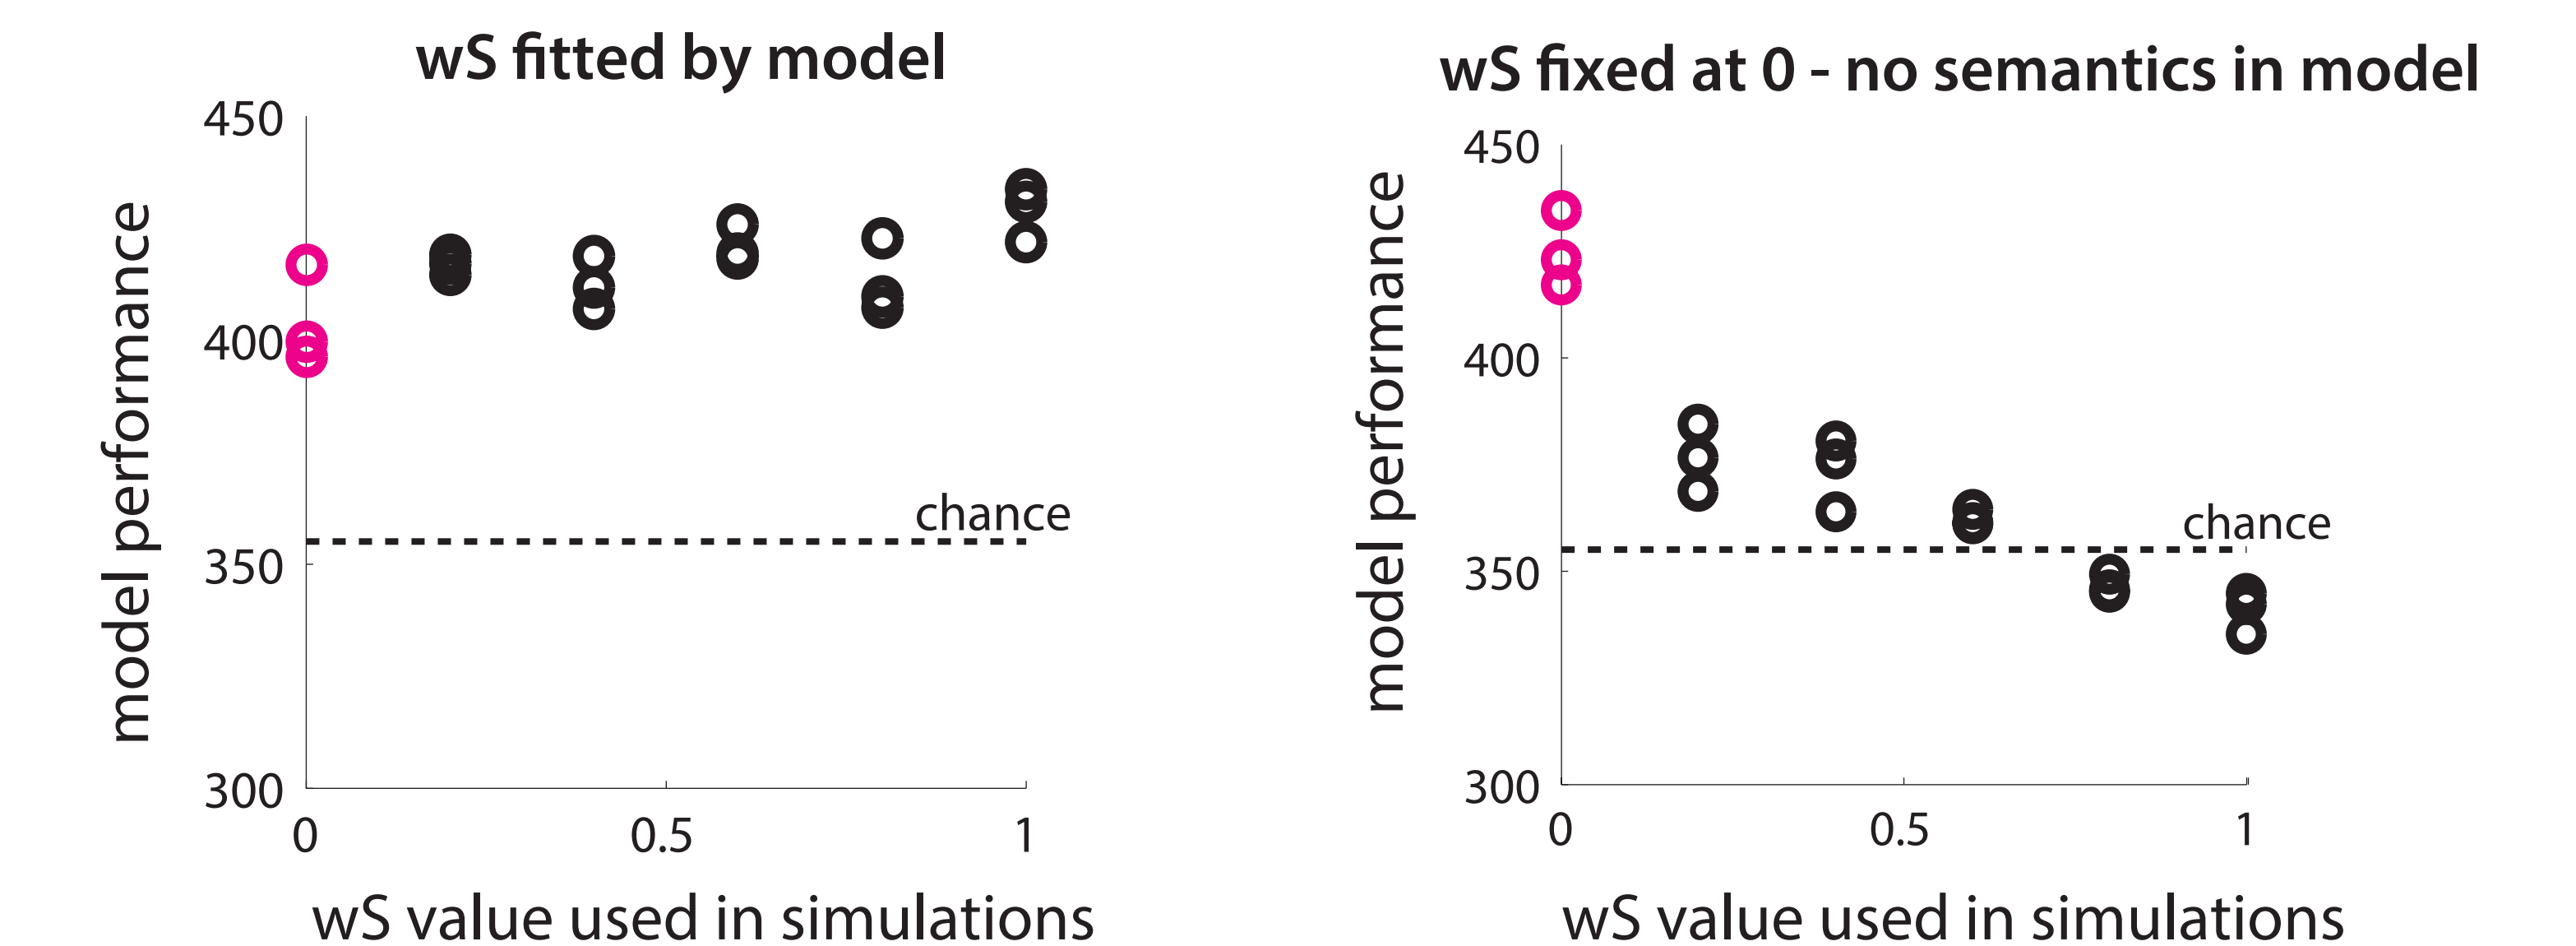 wS fitted by model
450
400
350
300
model performance
chance
0
0.5
1
wS value used in simulations
wS fixed at 0 - no semantics in model
450
400
350
300
model performance
chance
0
0.5
1
wS value used in simulations